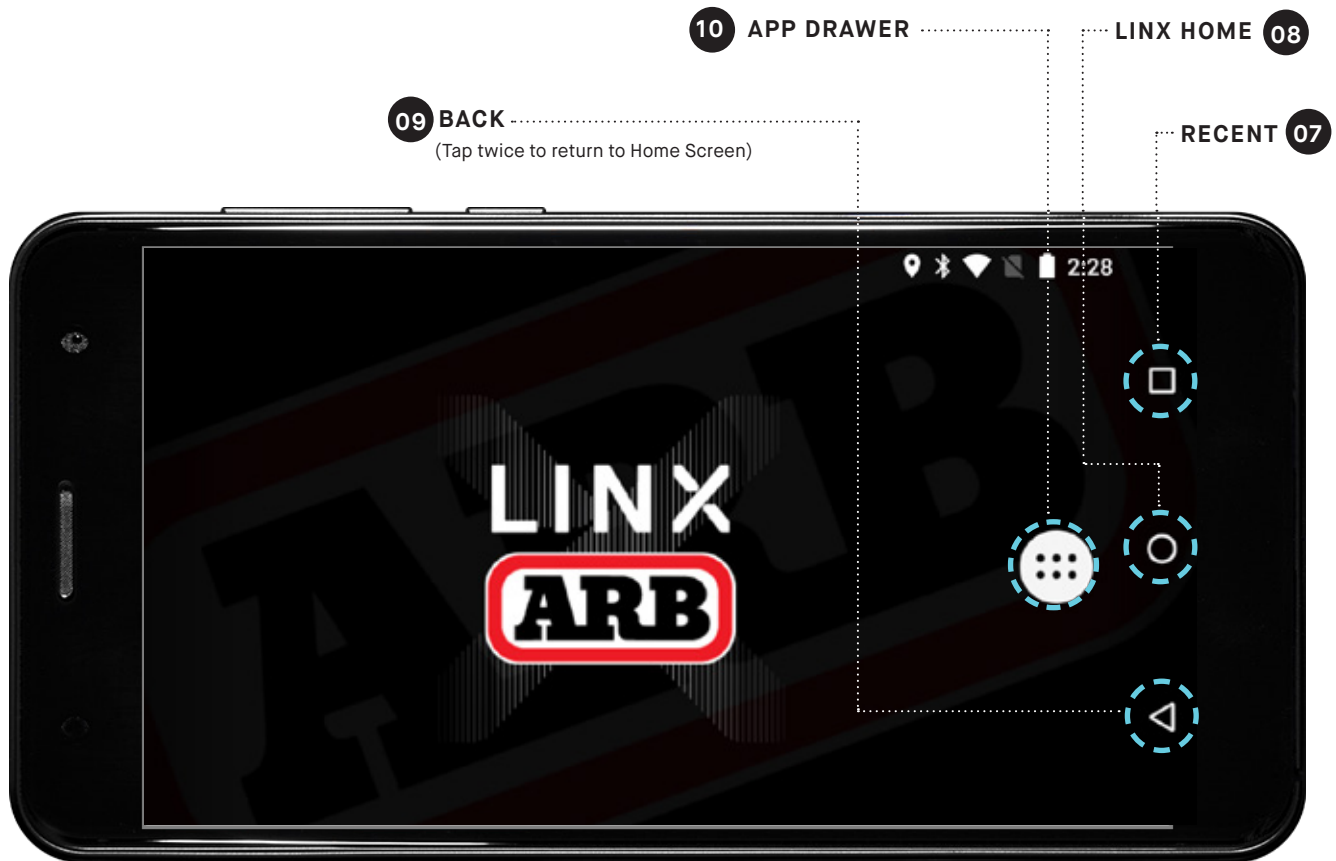 10 APP DRAWER
LINX HOME 08
09 BACK
(Tap twice to return to Home Screen)
RECENT 07
2:28
LINX
ARB
ARB